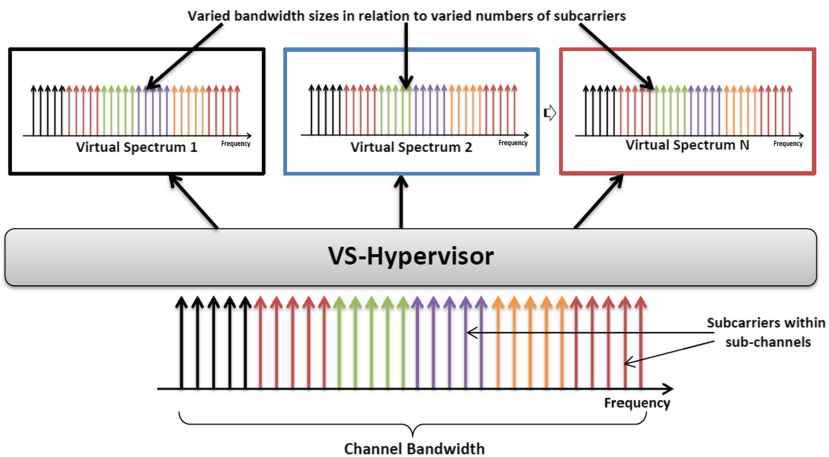 Varied bandwidth sizes in relation to varied numbers of subcarriers
Frequency
Virtual Spectrum 1
Frequency
Virtual Spectrum 2
Frequency
Virtual Spectrum N
VS-Hypervisor
Subcarriers within
sub-channels
Frequency
Channel Bandwidth